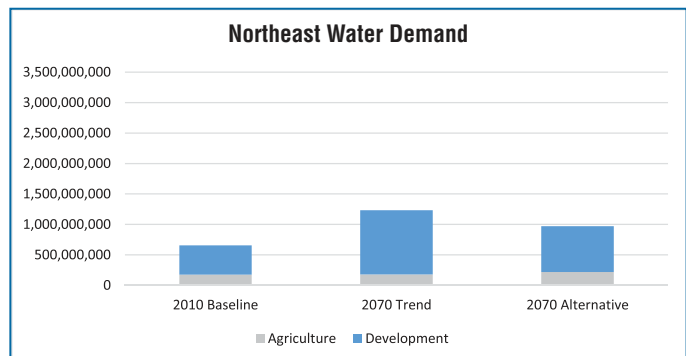 Northeast Water Demand
3,500,000,000
3,000,000,000
2,500,000,000
2,000,000,000
1,500,000,000
1,000,000,000
500,000,000
0
2010 Baseline 2070 Trend 2070 Alternative
Agriculture Development